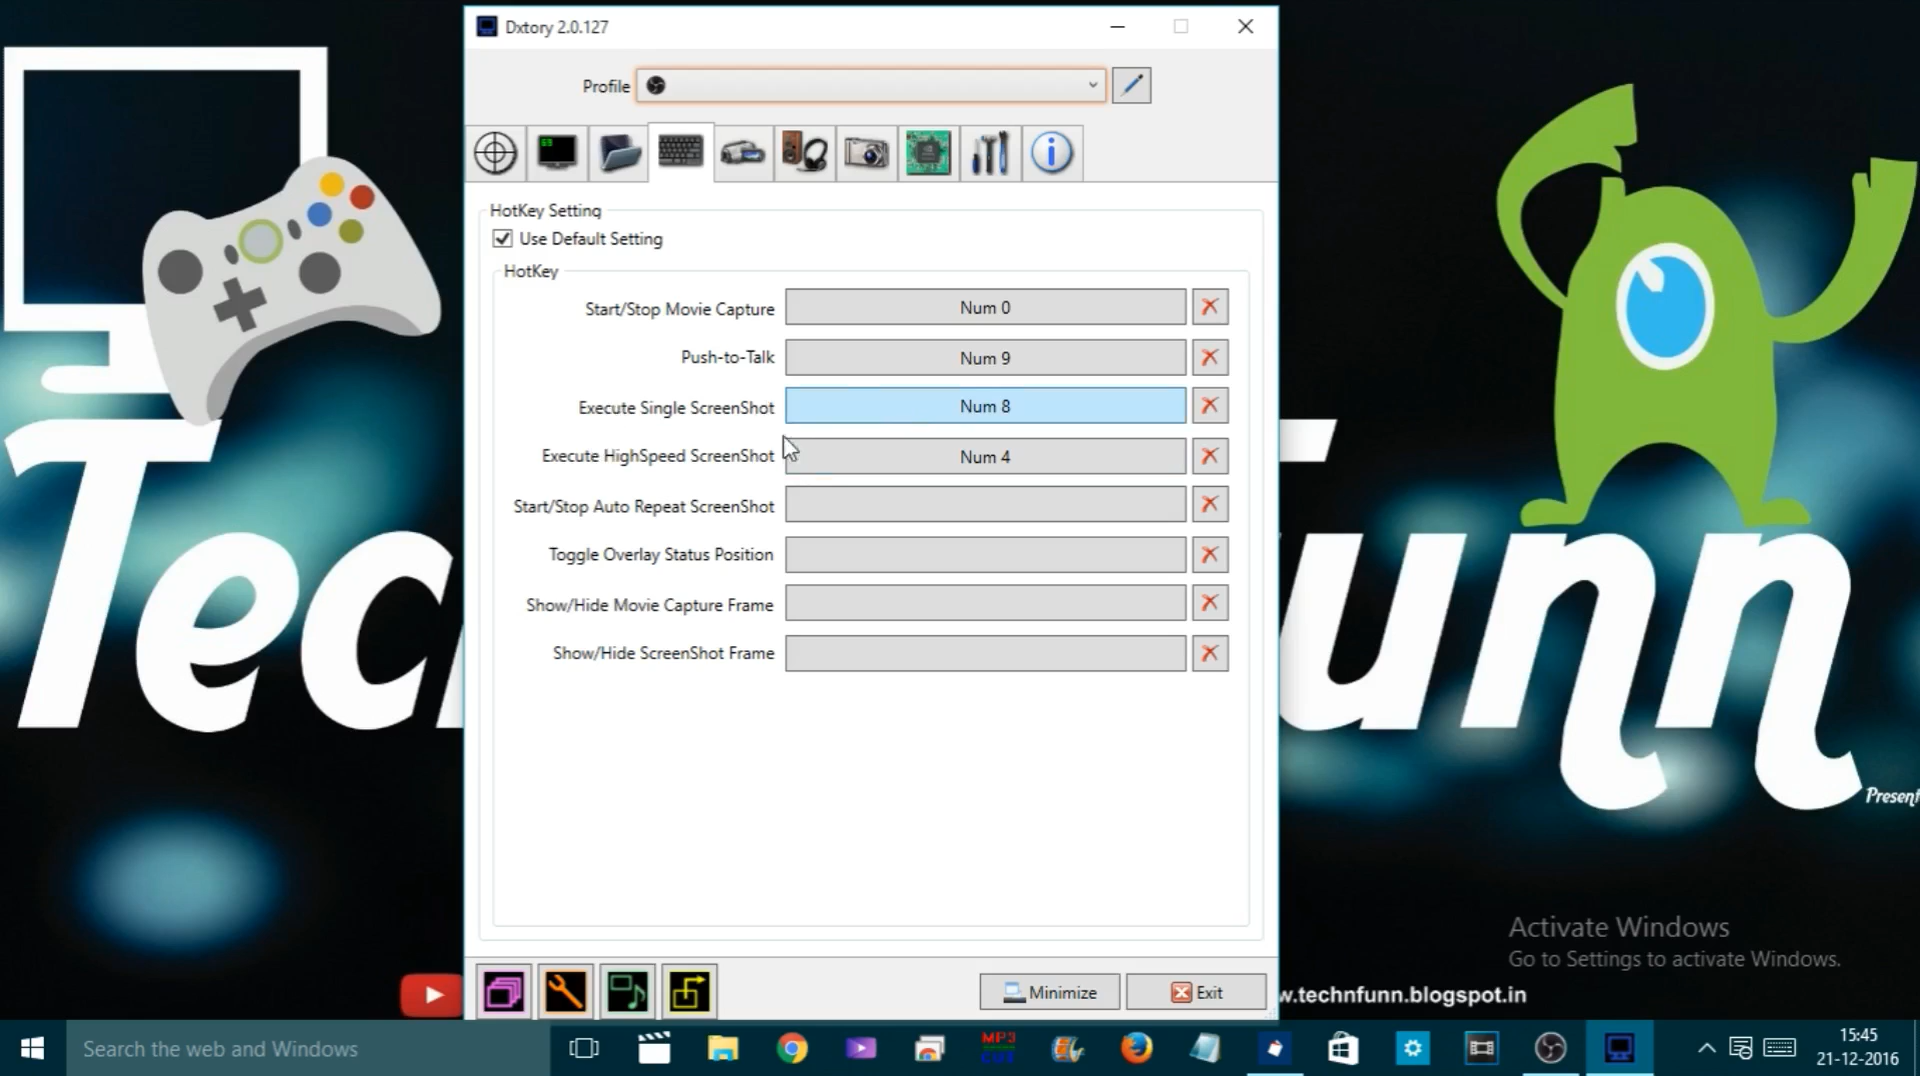 Dxtory 2.0.127
Profile
HotKey Setting
Use Default Setting
HotKey
Start/Stop Movie Capture
Num 0
Push-to-Talk
Num 9
Execute Single ScreenShot
Num 8
Execute HighSpeed ScreenShot
Num 4
Start/Stop Auto Repeat ScreenShot
Toggle Overlay Status Position
Show/Hide Movie Capture Frame
Show/Hide ScreenShot Frame
Minimize
Exit
Tec
Funn
Present
Activate Windows
Go to Settings to activate Windows.
w.technfunn.blogspot.in
Search the web and Windows
MP3
15:45
21-12-2016